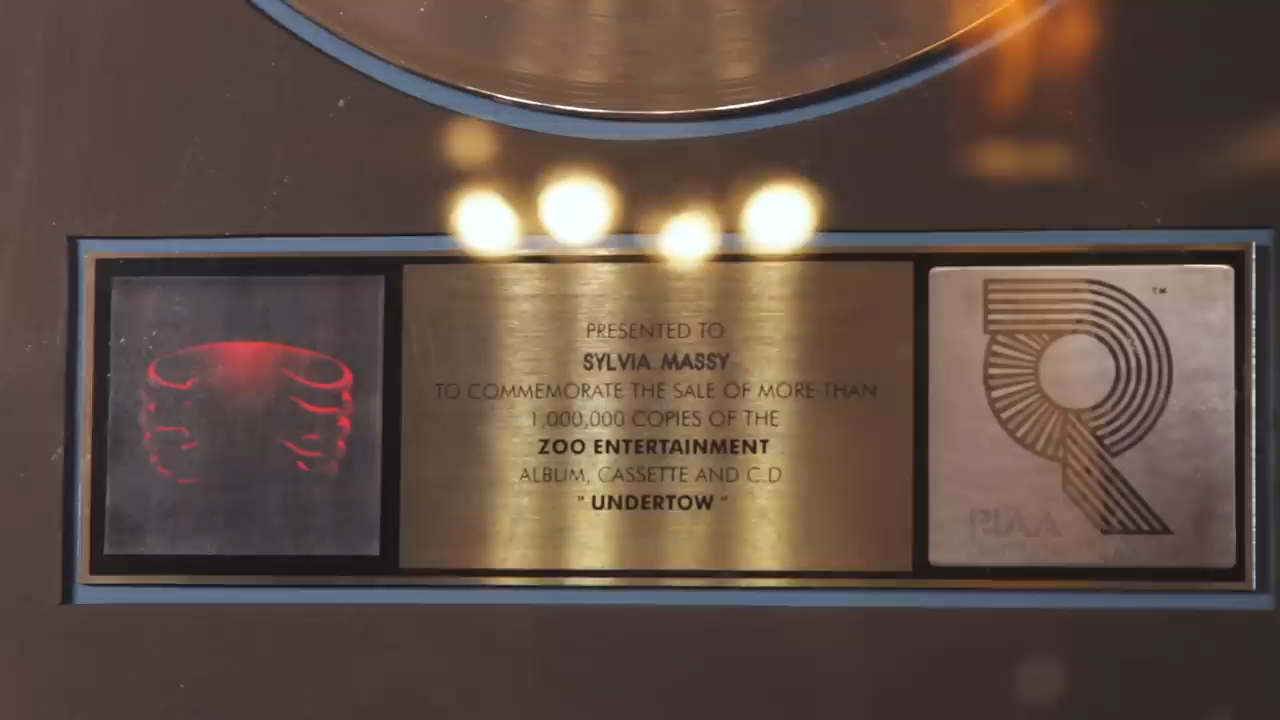 PRESENTED TO
SYLVIA MASSY
TO COMMEMORATE THE SALE OF MORE THAN
1,000,000 COPIES OF THE
ZOO ENTERTAINMENT
ALBUM, CASSETTE AND C.D
" UNDERTOW "
TM
RIAA